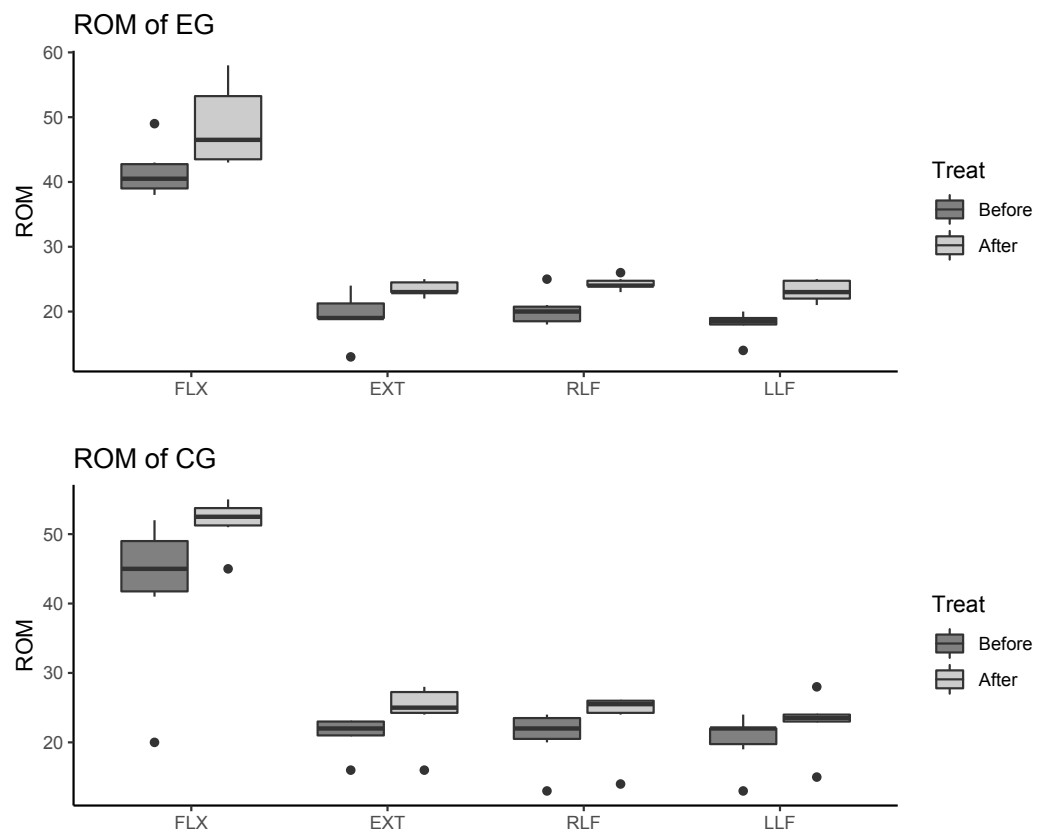 ROM of EG
60
50
40
30
20
ROM
FLX
EXT
RLF
LLF
Treat
Before
After
ROM of CG
50
40
30
20
ROM
FLX
EXT
RLF
LLF
Treat
Before
After